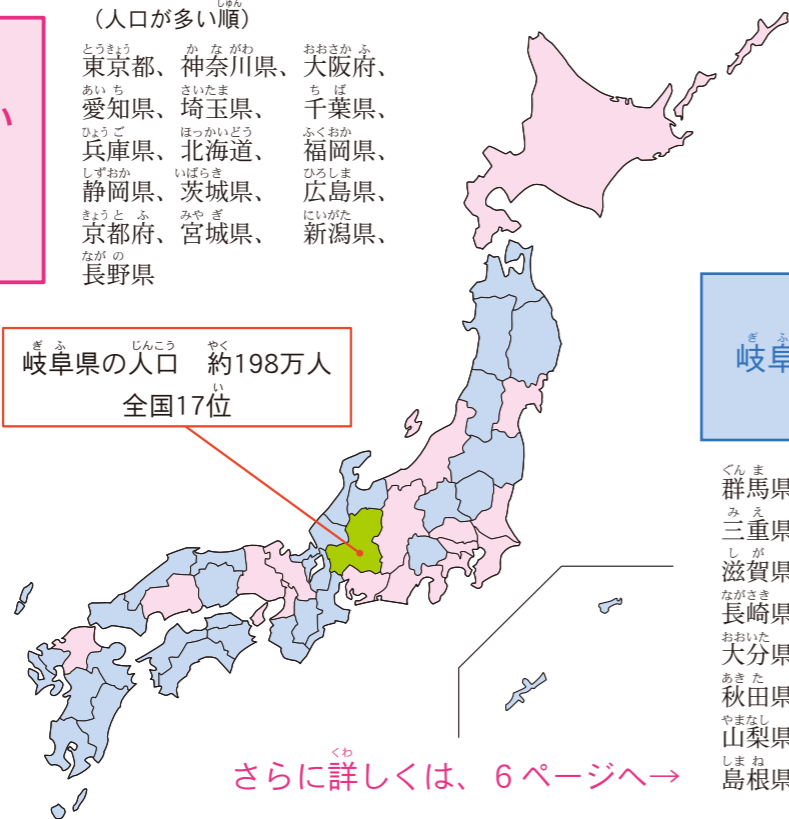 （人口が多い順）
東京都、神奈川県、大阪府、
愛知県、埼玉県、千葉県、
兵庫県、北海道、福岡県、
静岡県、茨城県、広島県、
京都府、宮城県、新潟県、
長野県
い
岐阜県の人口　約198万人
全国17位
岐阜
群馬県
三重県
滋賀県
長崎県
大分県
秋田県
山梨県
島根県
さらに詳しくは、6ページへ→